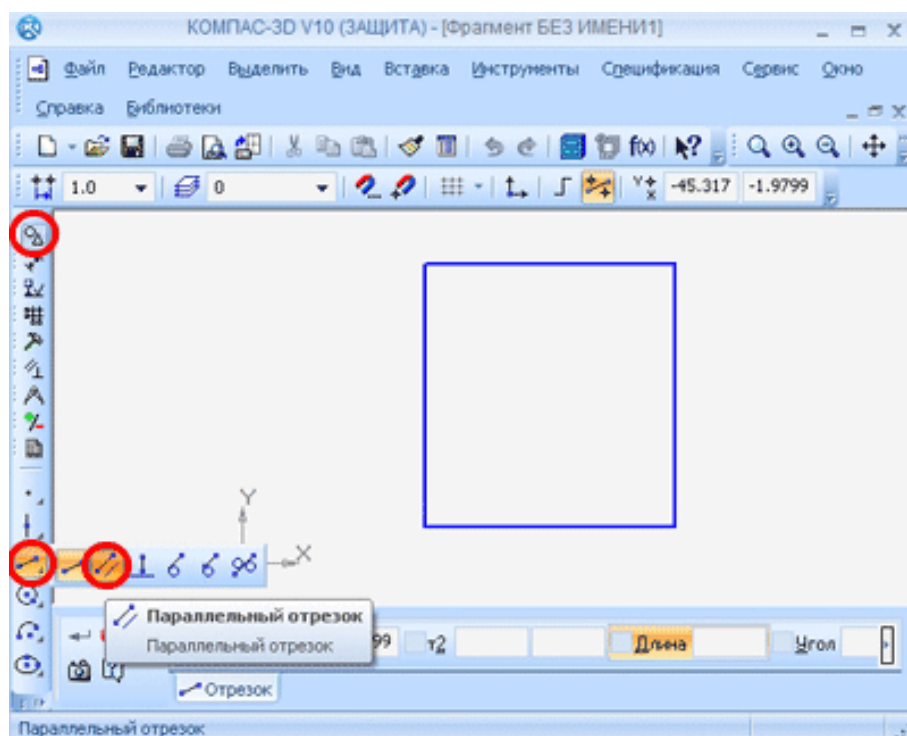 КОМПАС-3D V10 (ЗАЩИТА) - [Фрагмент БЕЗ ИМЕНИ1]
Файл Редактор Выделить Вид Вставка Инструменты Спецификация Сервис Окно
Справка Библиотеки
f(x)
1.0 0 Y X -45.317 -1.9799
Y
X
Параллельный отрезок
Параллельный отрезок 99 т2 Длина Угол
Отрезок
Параллельный отрезок